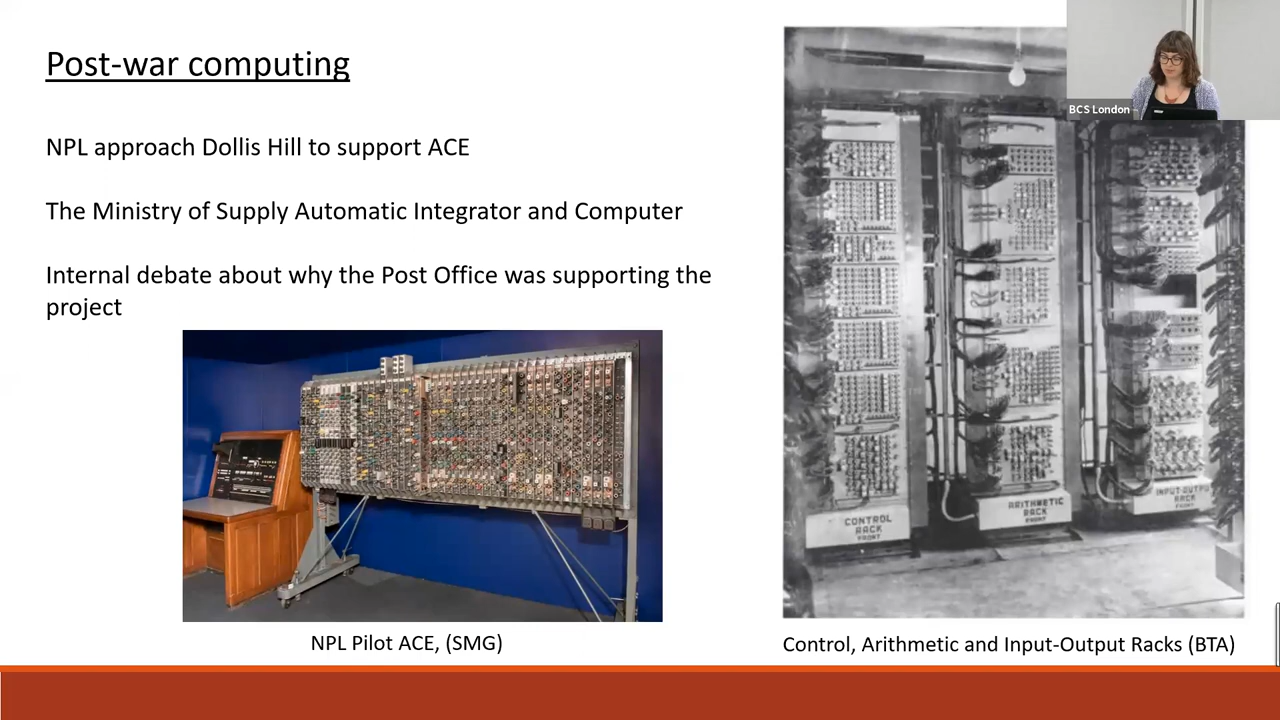 Post-war computing
BCS London –
NPL approach Dollis Hill to support ACE
The Ministry of Supply Automatic Integrator and Computer
Internal debate about why the Post Office was supporting the
project
CONTROL
RACK
FRONT
ARITHMETIC
RACK
FRONT
INPUT-OUTPUT
RACK
FRONT
NPL Pilot ACE, (SMG)
Control, Arithmetic and Input-Output Racks (BTA)